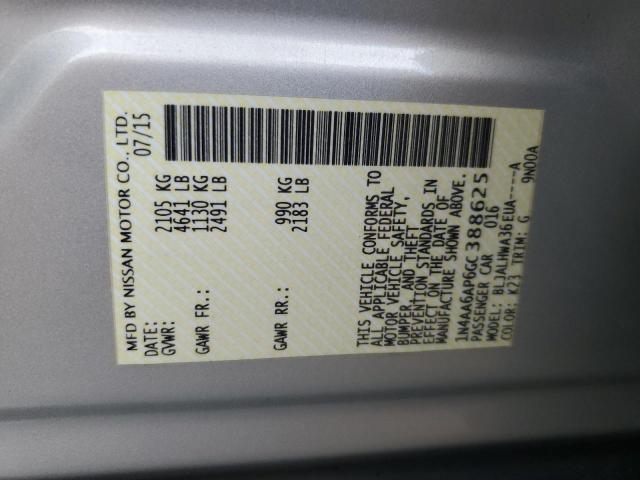 MFD BY NISSAN MOTOR CO., LTD.
DATE: 07/15
GVWR: 2105 KG
4641 LB
GAWR FR.: 1130 KG
2491 LB
GAWR RR.: 990 KG
2183 LB
THIS VEHICLE CONFORMS TO
ALL APPLICABLE FEDERAL
MOTOR VEHICLE SAFETY,
BUMPER, AND THEFT
PREVENTION STANDARDS IN
EFFECT ON THE DATE OF
MANUFACTURE SHOWN ABOVE.
1N4AA6AP6GC388625
PASSENGER CAR 016
MODEL: BLJALHWA36EUA----A
COLOR: K23 TRIM: G 9N00A